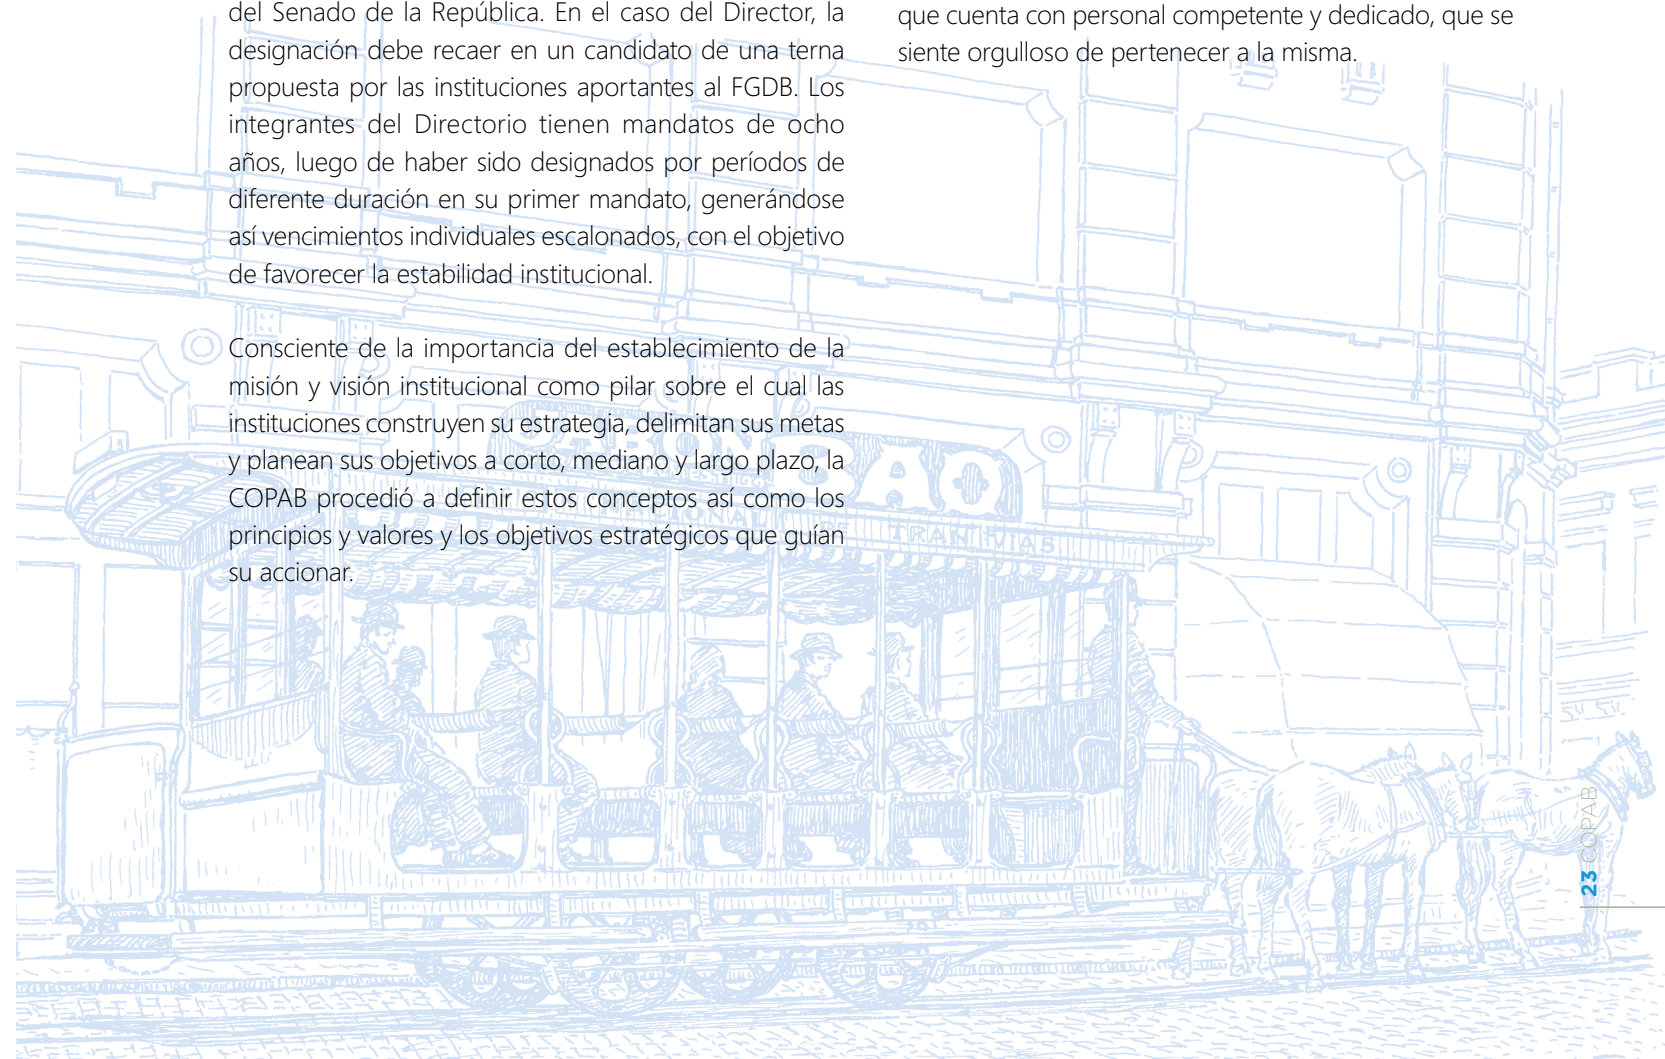 del Senado de la República. En el caso del Director, la
designación debe recaer en un candidato de una terna
propuesta por las instituciones aportantes al FGDB. Los
integrantes del Directorio tienen mandatos de ocho
años, luego de haber sido designados por períodos de
diferente duración en su primer mandato, generándose
así vencimientos individuales escalonados, con el objetivo
de favorecer la estabilidad institucional.
Consciente de la importancia del establecimiento de la
misión y visión institucional como pilar sobre el cual las
instituciones construyen su estrategia, delimitan sus metas
y planean sus objetivos a corto, mediano y largo plazo, la
COPAB procedió a definir estos conceptos así como los
principios y valores y los objetivos estratégicos que guían
su accionar.
que cuenta con personal competente y dedicado, que se
siente orgulloso de pertenecer a la misma.
JABON BAO
TRANVIAS
23 COPAB